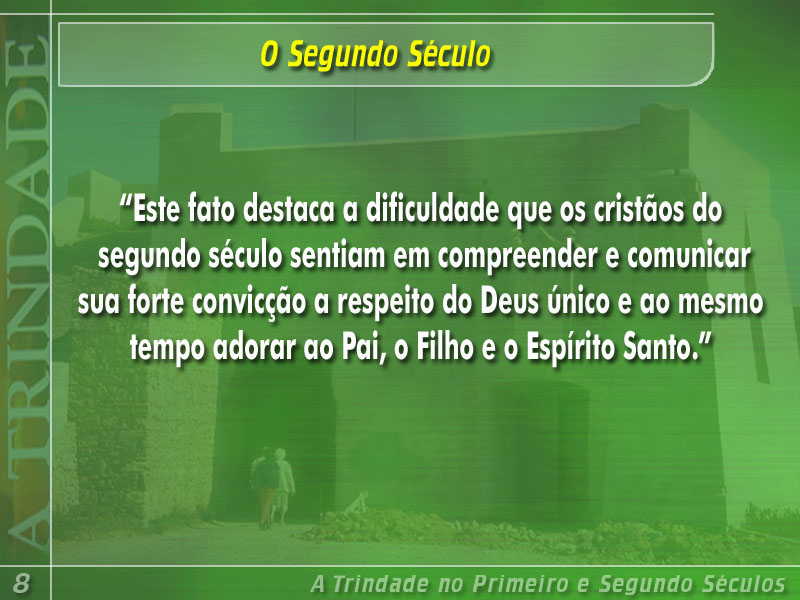 O Segundo Século
A TRINDADE
“Este fato destaca a dificuldade que os cristãos do
segundo século sentiam em compreender e comunicar
sua forte convicção a respeito do Deus único e ao mesmo
tempo adorar ao Pai, o Filho e o Espírito Santo.”
8
A Trindade no Primeiro e Segundo Séculos